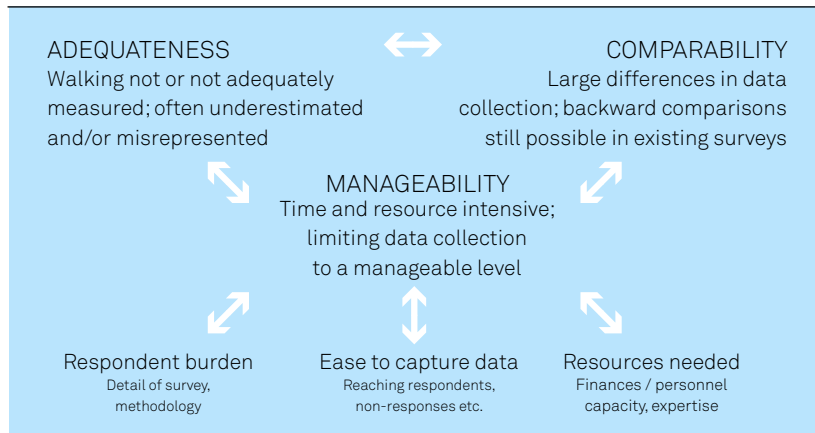 ADEQUATENESS
Walking not or not adequately
measured; often underestimated
and/or misrepresented
COMPARABILITY
Large differences in data
collection; backward comparisons
still possible in existing surveys
MANAGEABILITY
Time and resource intensive;
limiting data collection
to a manageable level
Respondent burden
Detail of survey,
methodology
Ease to capture data
Reaching respondents,
non-responses etc.
Resources needed
Finances / personnel
capacity, expertise